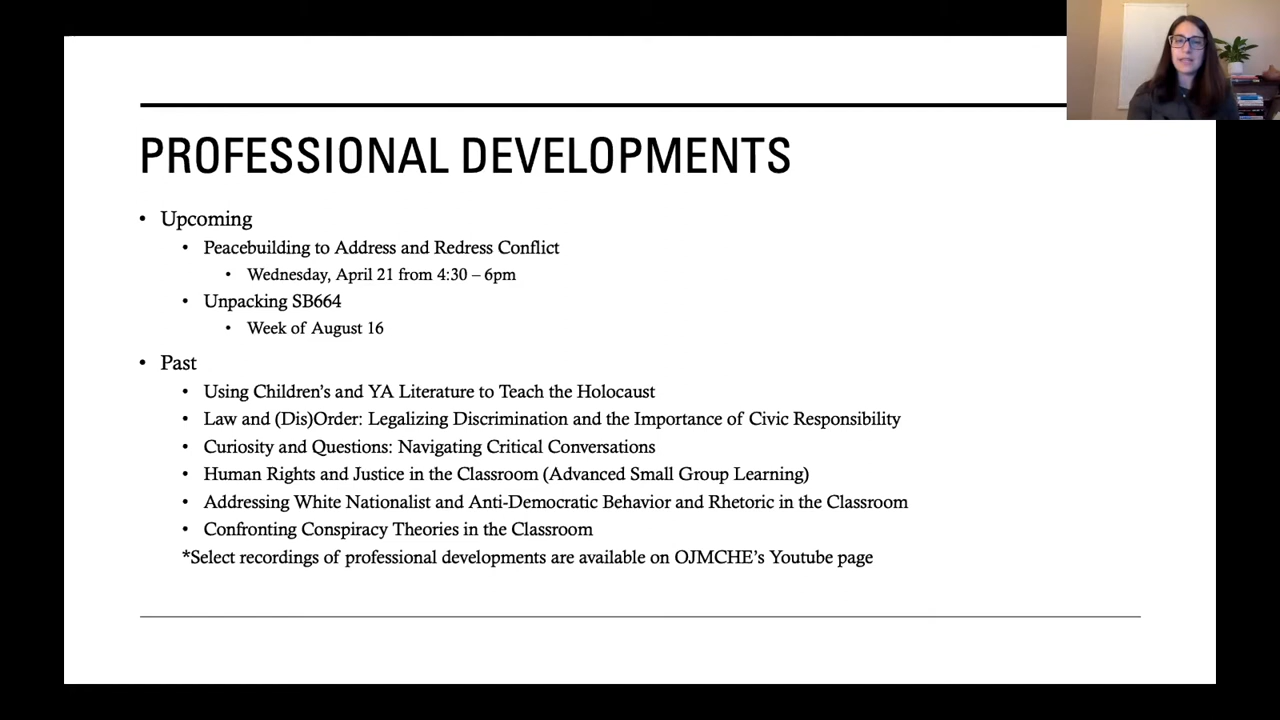 PROFESSIONAL DEVELOPMENTS
• Upcoming
• Peacebuilding to Address and Redress Conflict
• Wednesday, April 21 from 4:30 – 6pm
• Unpacking SB664
• Week of August 16
• Past
• Using Children’s and YA Literature to Teach the Holocaust
• Law and (Dis)Order: Legalizing Discrimination and the Importance of Civic Responsibility
• Curiosity and Questions: Navigating Critical Conversations
• Human Rights and Justice in the Classroom (Advanced Small Group Learning)
• Addressing White Nationalist and Anti-Democratic Behavior and Rhetoric in the Classroom
• Confronting Conspiracy Theories in the Classroom
*Select recordings of professional developments are available on OJMCHE’s Youtube page